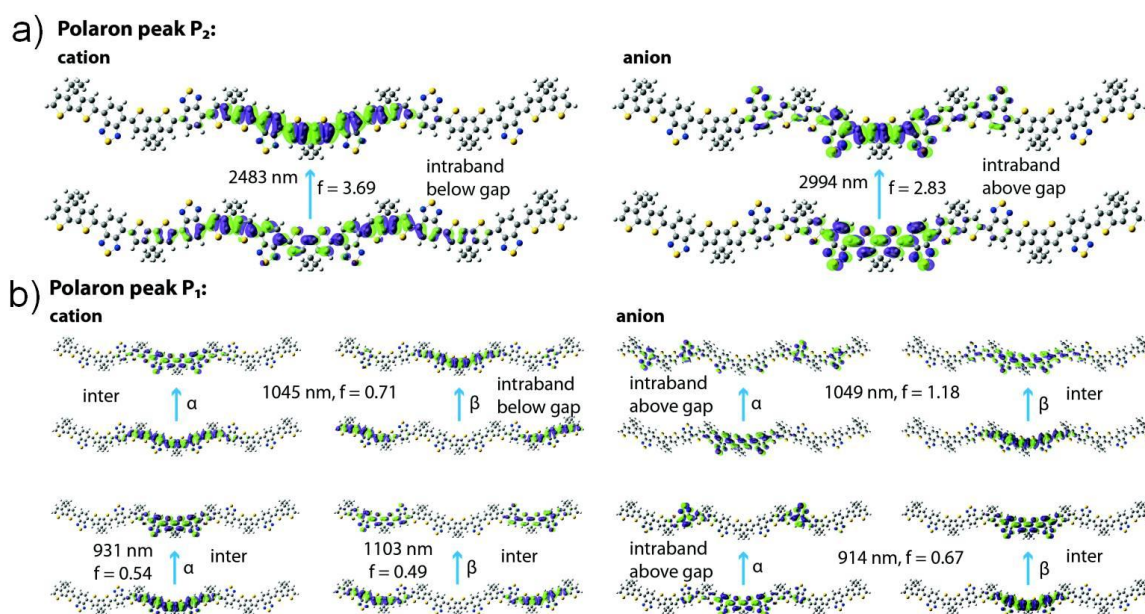 a) Polaron peak P₂:
cation
anion
2483 nm
f = 3.69
intraband
below gap
2994 nm
f = 2.83
intraband
above gap
b) Polaron peak P₁:
cation
anion
inter
α
1045 nm, f = 0.71
β
intraband
below gap
intraband
above gap
α
1049 nm, f = 1.18
β
inter
931 nm
f = 0.54
α
inter
1103 nm
f = 0.49
β
inter
intraband
above gap
α
914 nm, f = 0.67
β
inter